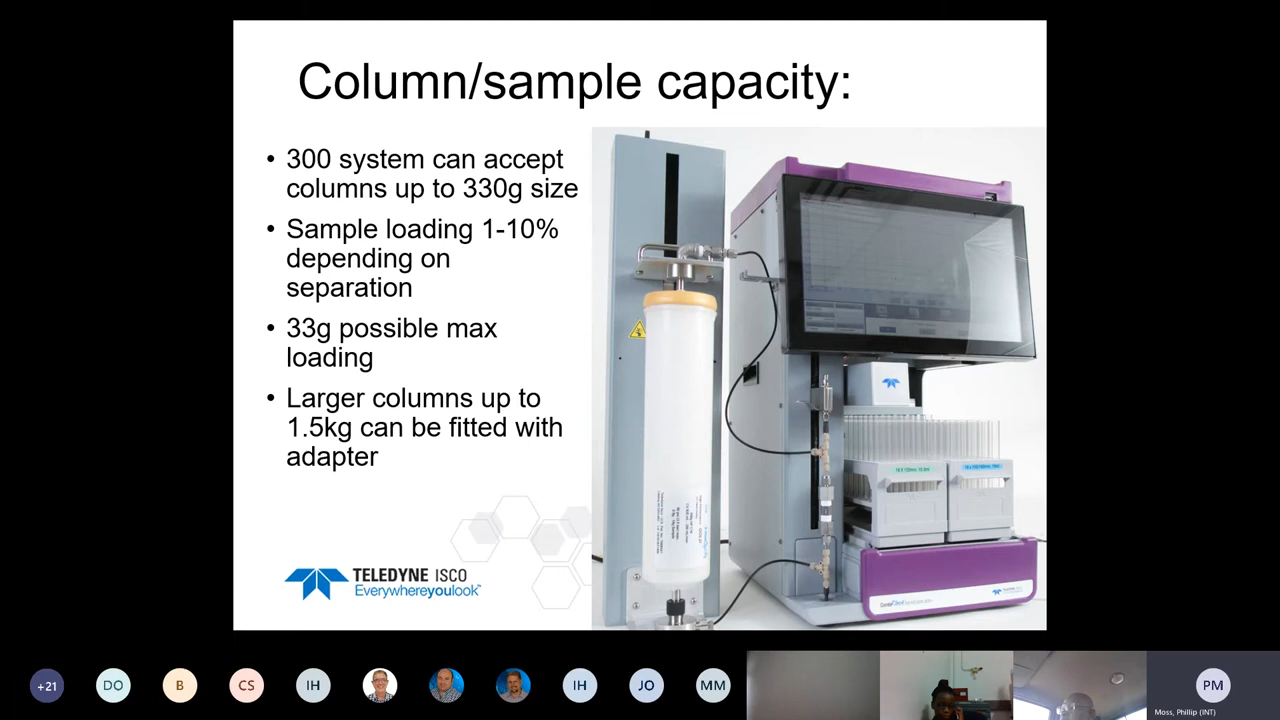 Column/sample capacity:
• 300 system can accept
columns up to 330g size
• Sample loading 1-10%
depending on
separation
• 33g possible max
loading
• Larger columns up to
1.5kg can be fitted with
adapter
TELEDYNE ISCO
Everywhereyoulook™
+21
DO
B
CS
IH
IH
JO
MM
PM
Moss, Phillip (INT)